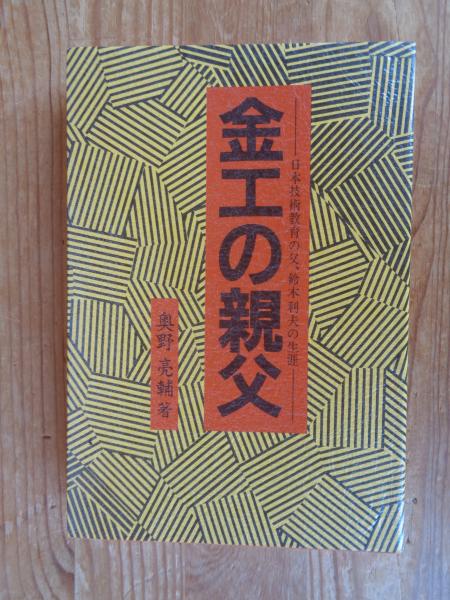 金工の親父
日本技術教育の父、鈴木利夫の生涯
奥野亮輔著